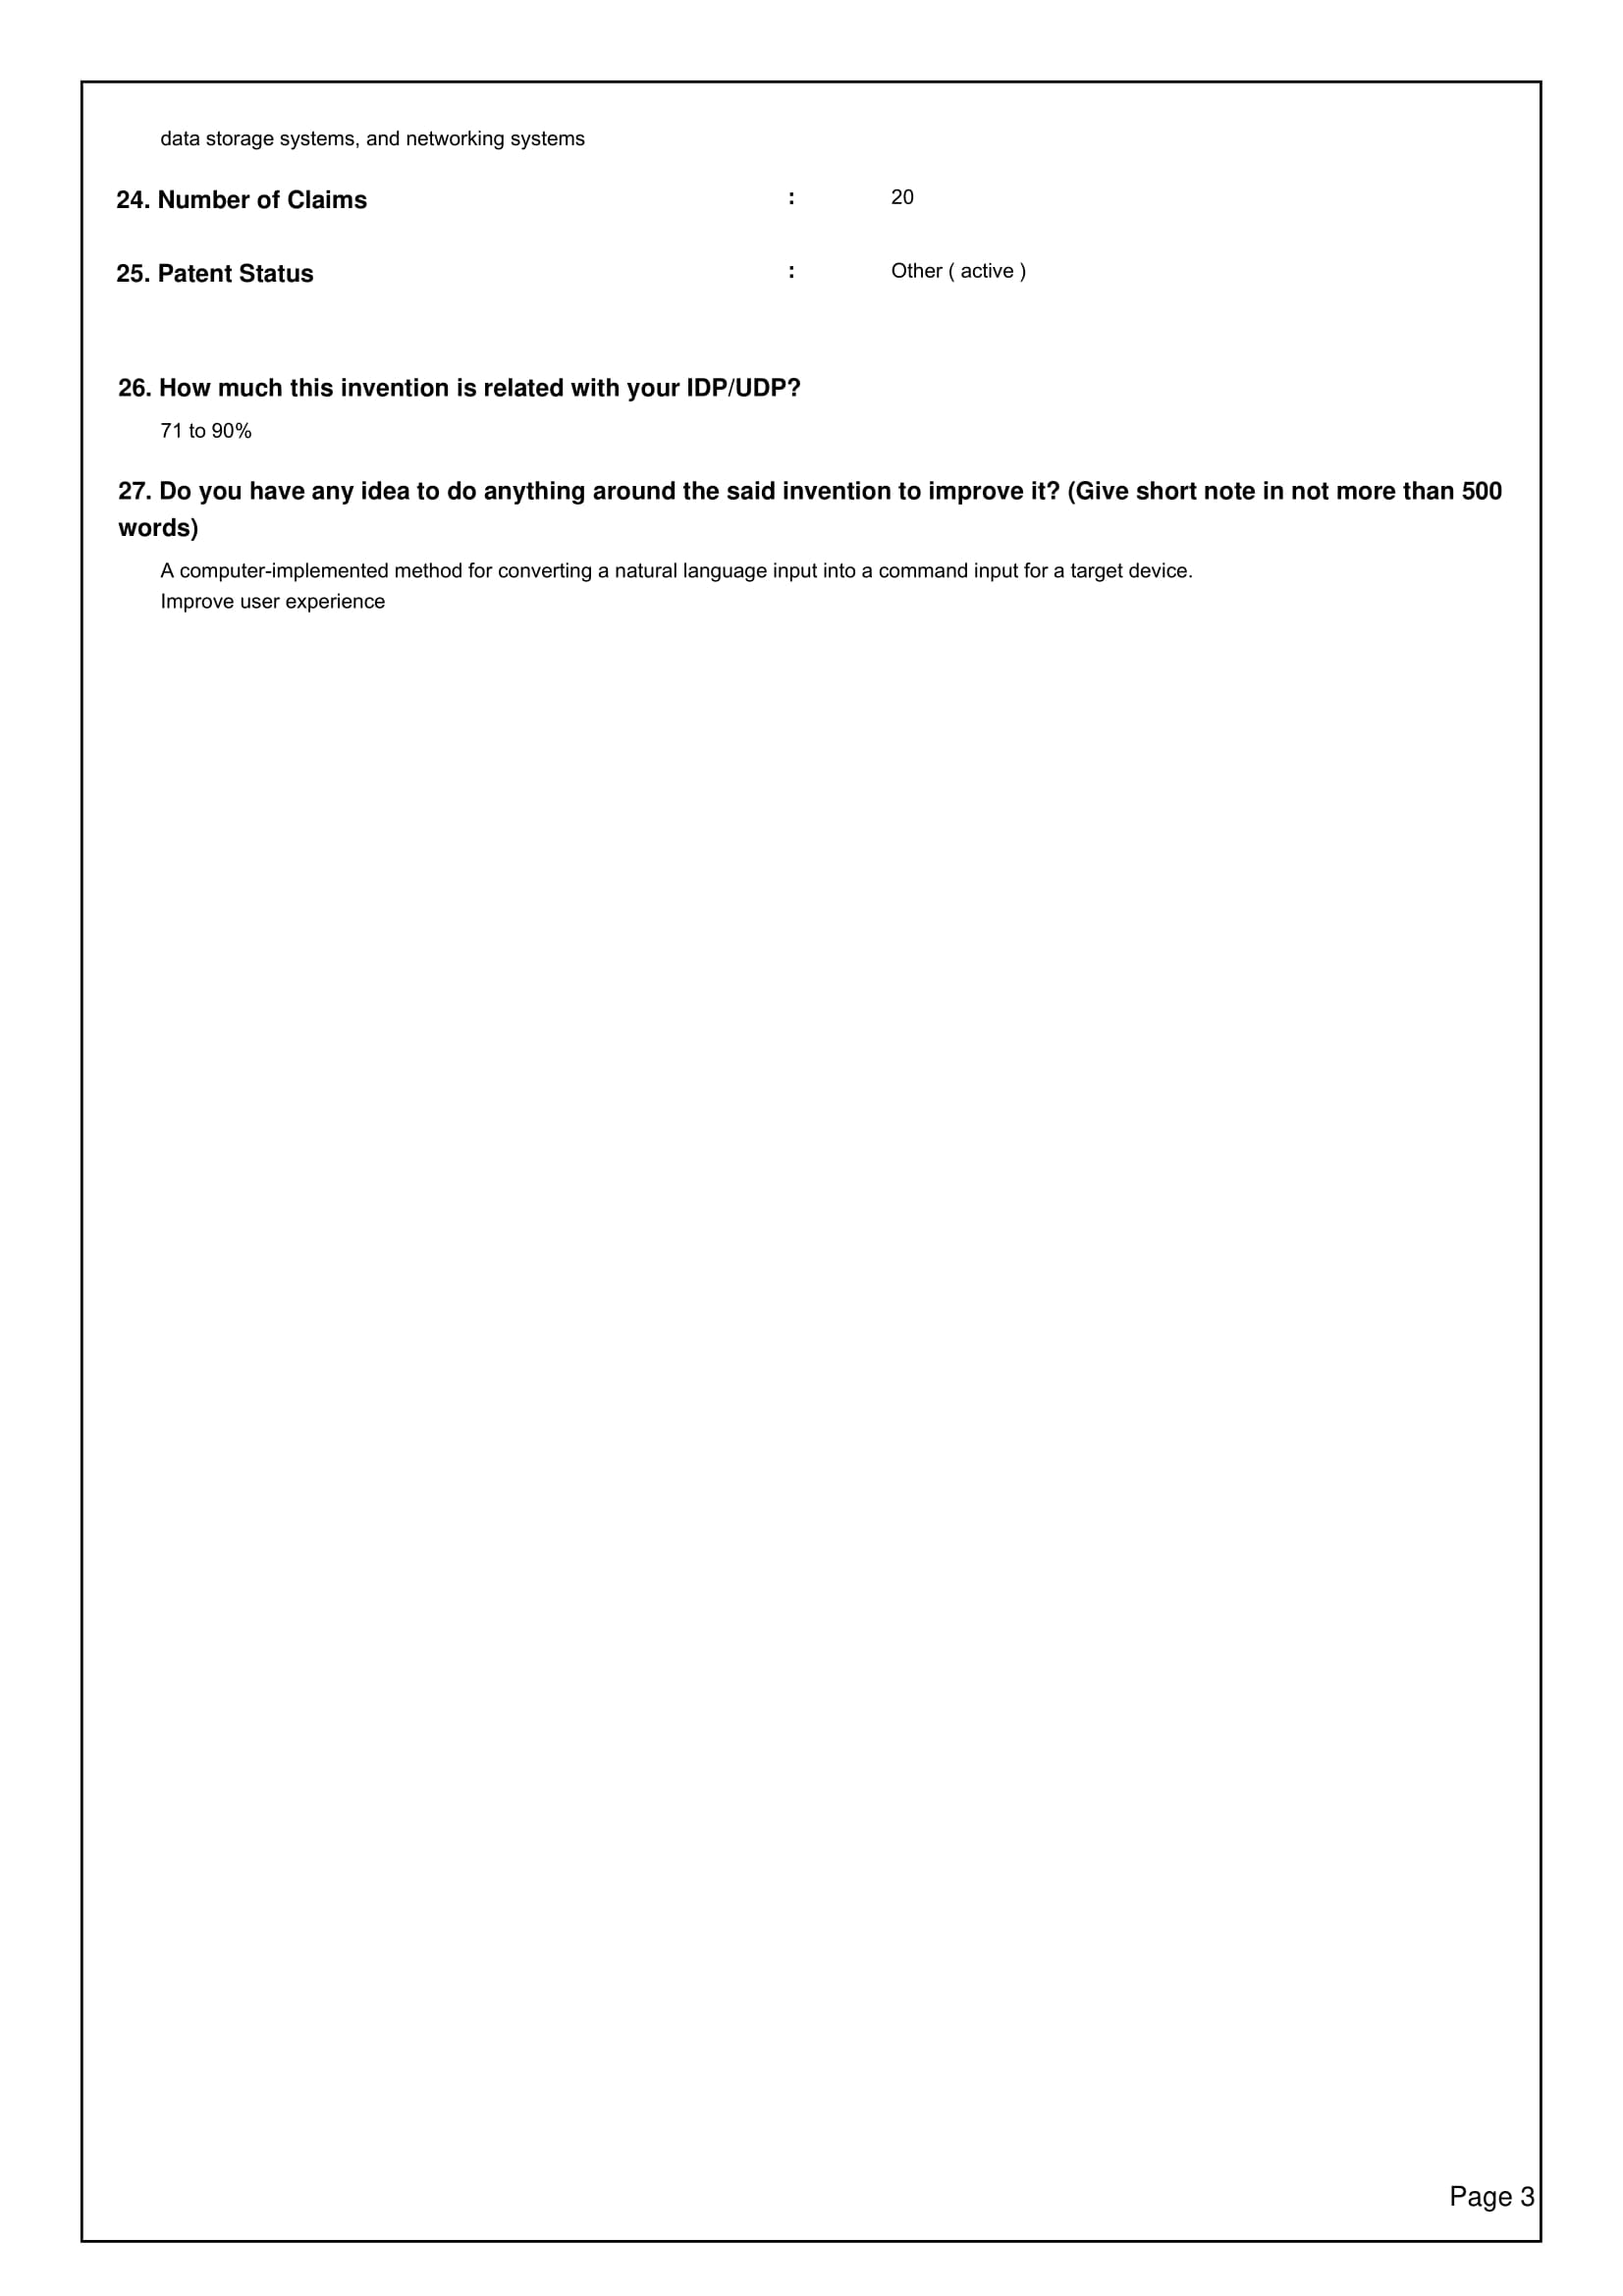 data storage systems, and networking systems
24. Number of Claims : 20
25. Patent Status : Other ( active )
26. How much this invention is related with your IDP/UDP?
71 to 90%
27. Do you have any idea to do anything around the said invention to improve it? (Give short note in not more than 500
words)
A computer-implemented method for converting a natural language input into a command input for a target device.
Improve user experience
Page 3